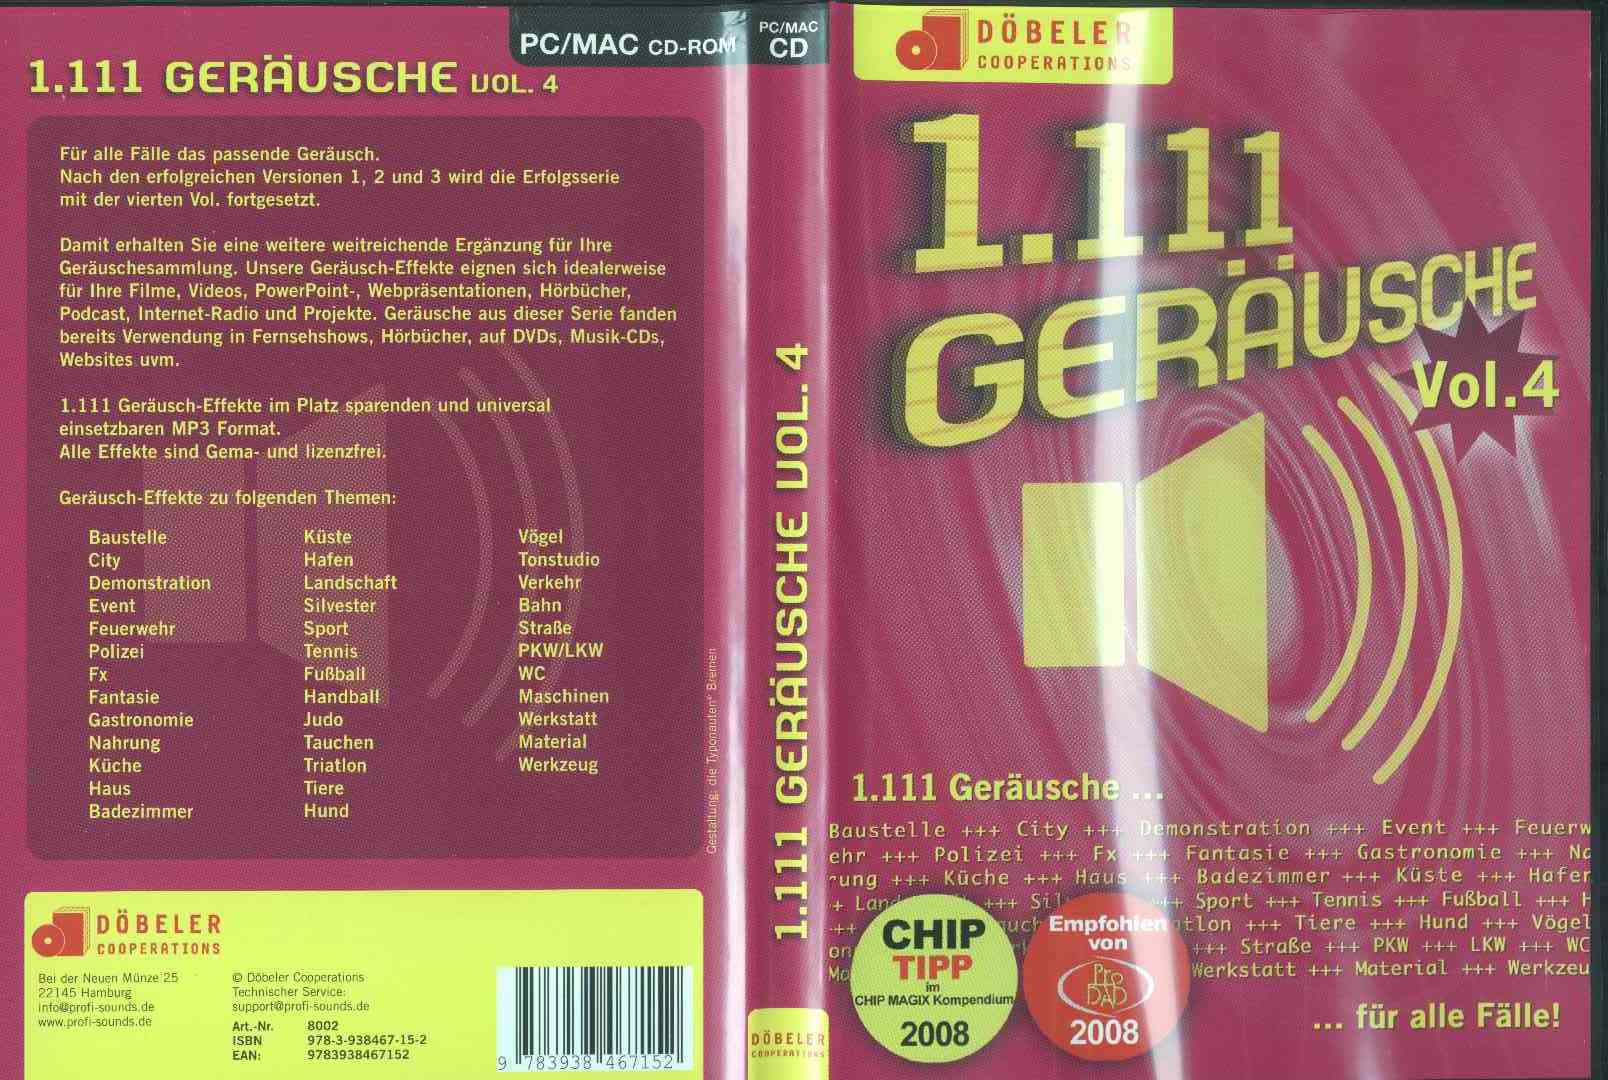 PC/MAC CD-ROM
1.111 GERÄUSCHE VOL. 4
Für alle Fälle das passende Geräusch.
Nach den erfolgreichen Versionen 1, 2 und 3 wird die Erfolgsserie
mit der vierten Vol. fortgesetzt.
Damit erhalten Sie eine weitere weitreichende Ergänzung für Ihre
Geräuschesammlung. Unsere Geräusch-Effekte eignen sich idealerweise
für Ihre Filme, Videos, PowerPoint-, Webpräsentationen, Hörbücher,
Podcast, Internet-Radio und Projekte. Geräusche aus dieser Serie fanden
bereits Verwendung in Fernsehshows, Hörbücher, auf DVDs, Musik-CDs,
Websites uvm.
1.111 Geräusch-Effekte im Platz sparenden und universal
einsetzbaren MP3 Format.
Alle Effekte sind Gema- und lizenzfrei.
Geräusch-Effekte zu folgenden Themen:
Baustelle
City
Demonstration
Event
Feuerwehr
Polizei
Fx
Fantasie
Gastronomie
Nahrung
Küche
Haus
Badezimmer
Küste
Hafen
Landschaft
Silvester
Sport
Tennis
Fußball
Handball
Judo
Tauchen
Triatlon
Tiere
Hund
Vögel
Tonstudio
Verkehr
Bahn
Straße
PKW/LKW
WC
Maschinen
Werkstatt
Material
Werkzeug
Gestaltung: die Typonauten® Bremen
DÖBELER
COOPERATIONS
Bei der Neuen Münze 25
22145 Hamburg
info@profi-sounds.de
www.profi-sounds.de
© Döbeler Cooperations
Technischer Service:
support@profi-sounds.de
Art.-Nr. 8002
ISBN 978-3-938467-15-2
EAN: 9783938467152
9 783938 467152
PC/MAC
CD
1.111 GERÄUSCHE VOL. 4
DÖBELER
COOPERATIONS
DÖBELER
COOPERATIONS
1.111
GERÄUSCHE
Vol.4
1.111 Geräusche ...
Baustelle +++ City +++ Demonstration +++ Event +++ Feuerw
ehr +++ Polizei +++ Fx +++ Fantasie +++ Gastronomie +++ Na
rung +++ Küche +++ Haus +++ Badezimmer +++ Küste +++ Hafen
+++ Sport +++ Tennis +++ Fußball +++ H
+++ Tiere +++ Hund +++ Vögel
+++ Straße +++ PKW +++ LKW +++ WC
Werkstatt +++ Material +++ Werkzeu
CHIP
TIPP
im
CHIP MAGIX Kompendium
2008
Empfohlen
von
ProDAD
2008
... für alle Fälle!